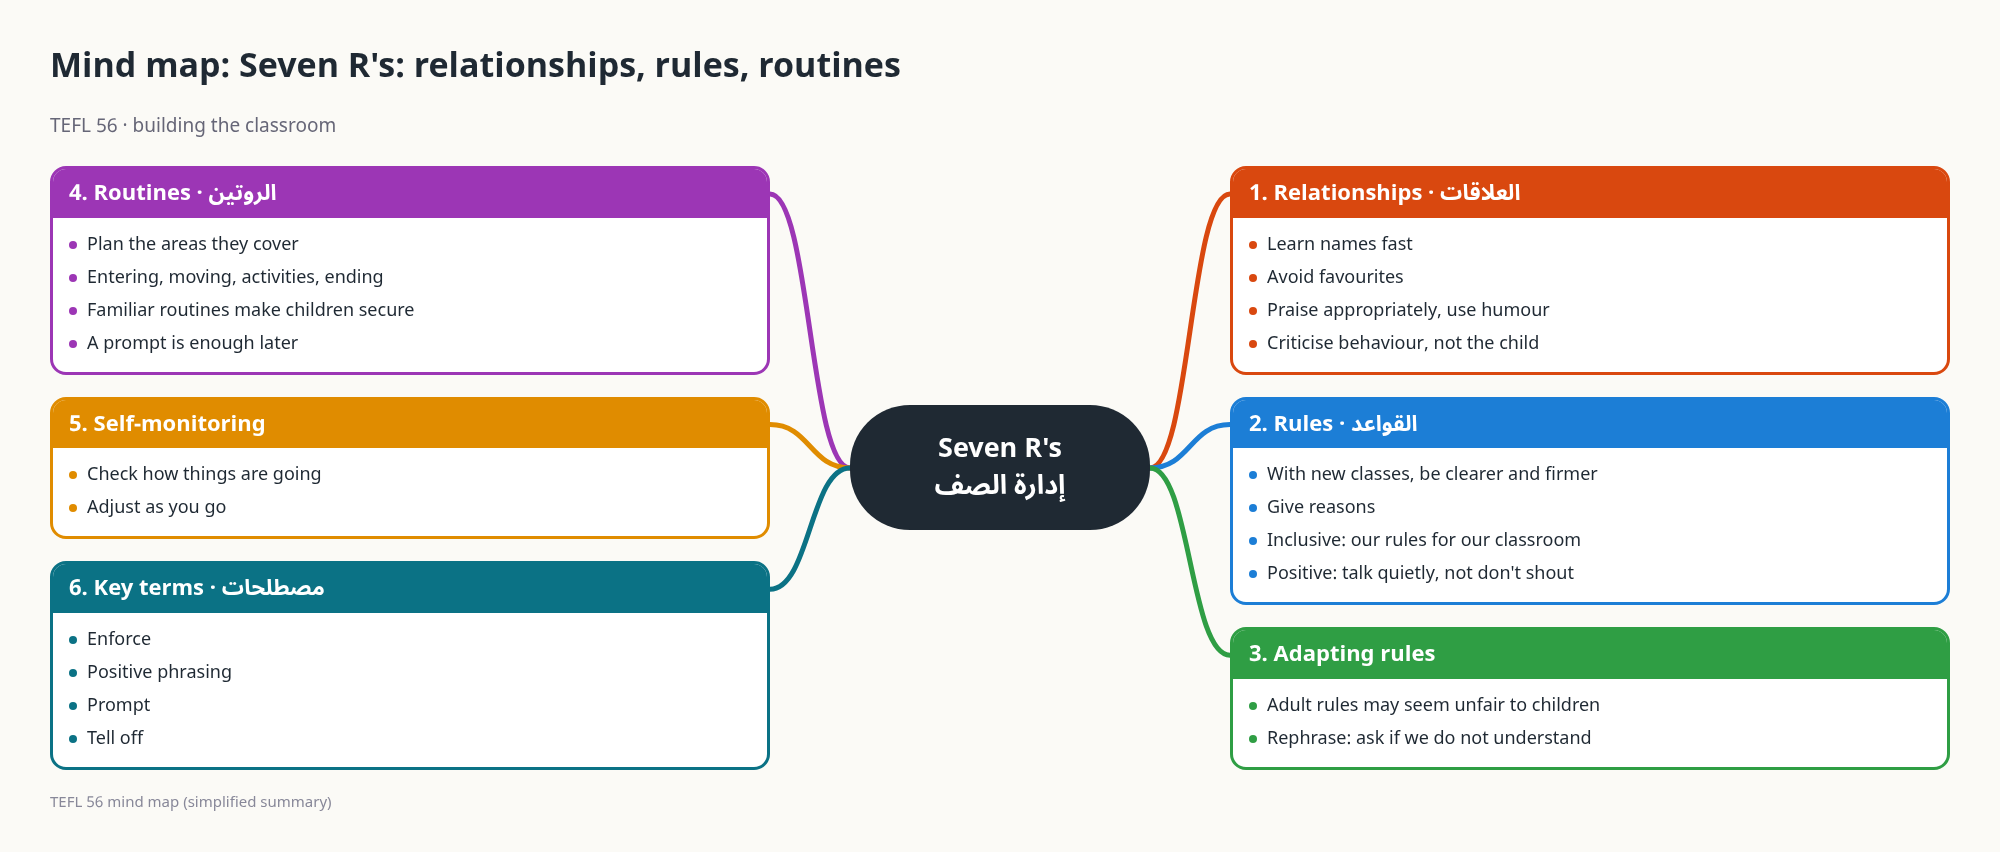 Mind map: Seven R's: relationships, rules, routines
TEFL 56 · building the classroom
4. Routines · الروتين
Plan the areas they cover
Entering, moving, activities, ending
Familiar routines make children secure
A prompt is enough later
5. Self-monitoring
Check how things are going
Adjust as you go
6. Key terms · مصطلحات
Enforce
Positive phrasing
Prompt
Tell off
Seven R's
إدارة الصف
1. Relationships · العلاقات
Learn names fast
Avoid favourites
Praise appropriately, use humour
Criticise behaviour, not the child
2. Rules · القواعد
With new classes, be clearer and firmer
Give reasons
Inclusive: our rules for our classroom
Positive: talk quietly, not don't shout
3. Adapting rules
Adult rules may seem unfair to children
Rephrase: ask if we do not understand
TEFL 56 mind map (simplified summary)